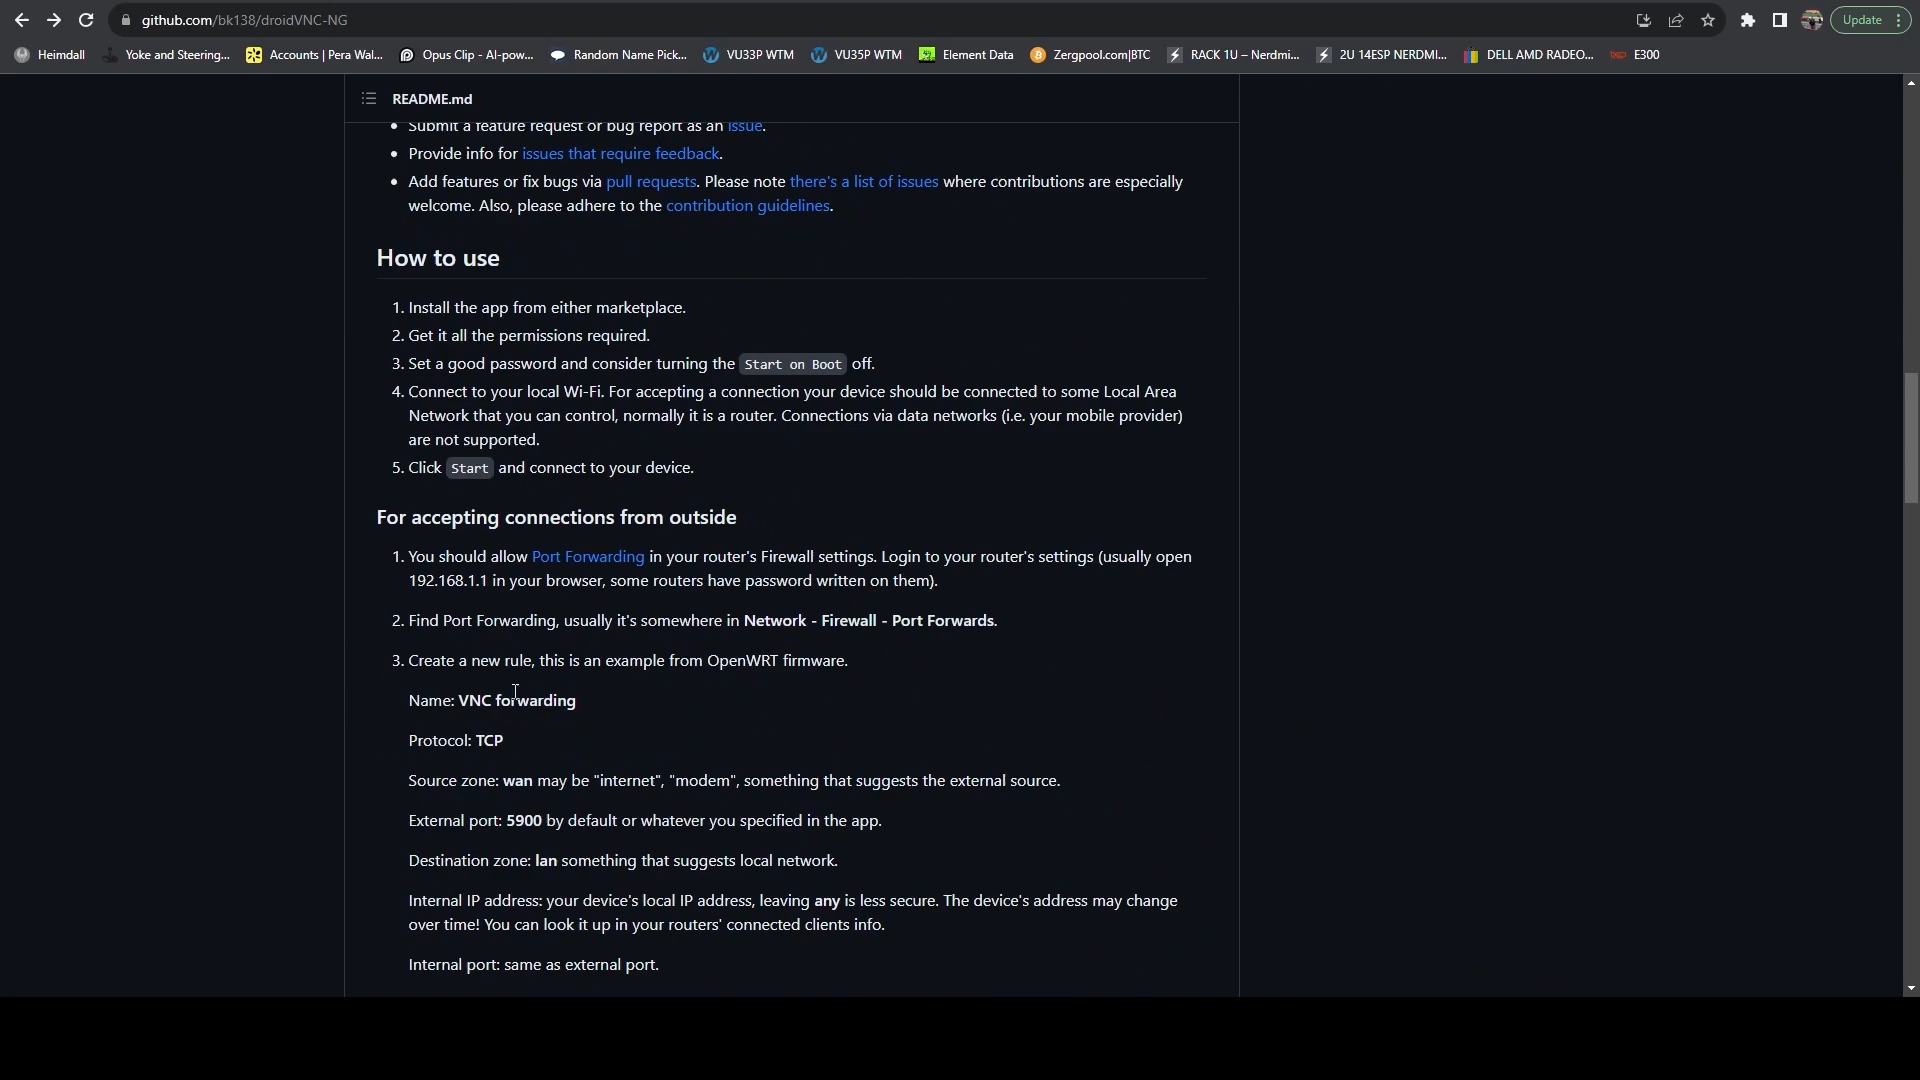 github.com/bk138/droidVNC-NG
Update
Heimdall
Yoke and Steering...
Accounts | Pera Wal...
Opus Clip - AI-pow...
Random Name Pick...
VU33P WTM
VU35P WTM
Element Data
Zergpool.com|BTC
RACK 1U – Nerdmi...
2U 14ESP NERDMI...
DELL AMD RADEO...
E300
README.md
Submit a feature request or bug report as an issue.
Provide info for issues that require feedback.
Add features or fix bugs via pull requests. Please note there's a list of issues where contributions are especially
welcome. Also, please adhere to the contribution guidelines.
How to use
1. Install the app from either marketplace.
2. Get it all the permissions required.
3. Set a good password and consider turning the Start on Boot off.
4. Connect to your local Wi-Fi. For accepting a connection your device should be connected to some Local Area
Network that you can control, normally it is a router. Connections via data networks (i.e. your mobile provider)
are not supported.
5. Click Start and connect to your device.
For accepting connections from outside
1. You should allow Port Forwarding in your router's Firewall settings. Login to your router's settings (usually open
192.168.1.1 in your browser, some routers have password written on them).
2. Find Port Forwarding, usually it's somewhere in Network - Firewall - Port Forwards.
3. Create a new rule, this is an example from OpenWRT firmware.
Name: VNC forwarding
Protocol: TCP
Source zone: wan may be "internet", "modem", something that suggests the external source.
External port: 5900 by default or whatever you specified in the app.
Destination zone: lan something that suggests local network.
Internal IP address: your device's local IP address, leaving any is less secure. The device's address may change
over time! You can look it up in your routers' connected clients info.
Internal port: same as external port.